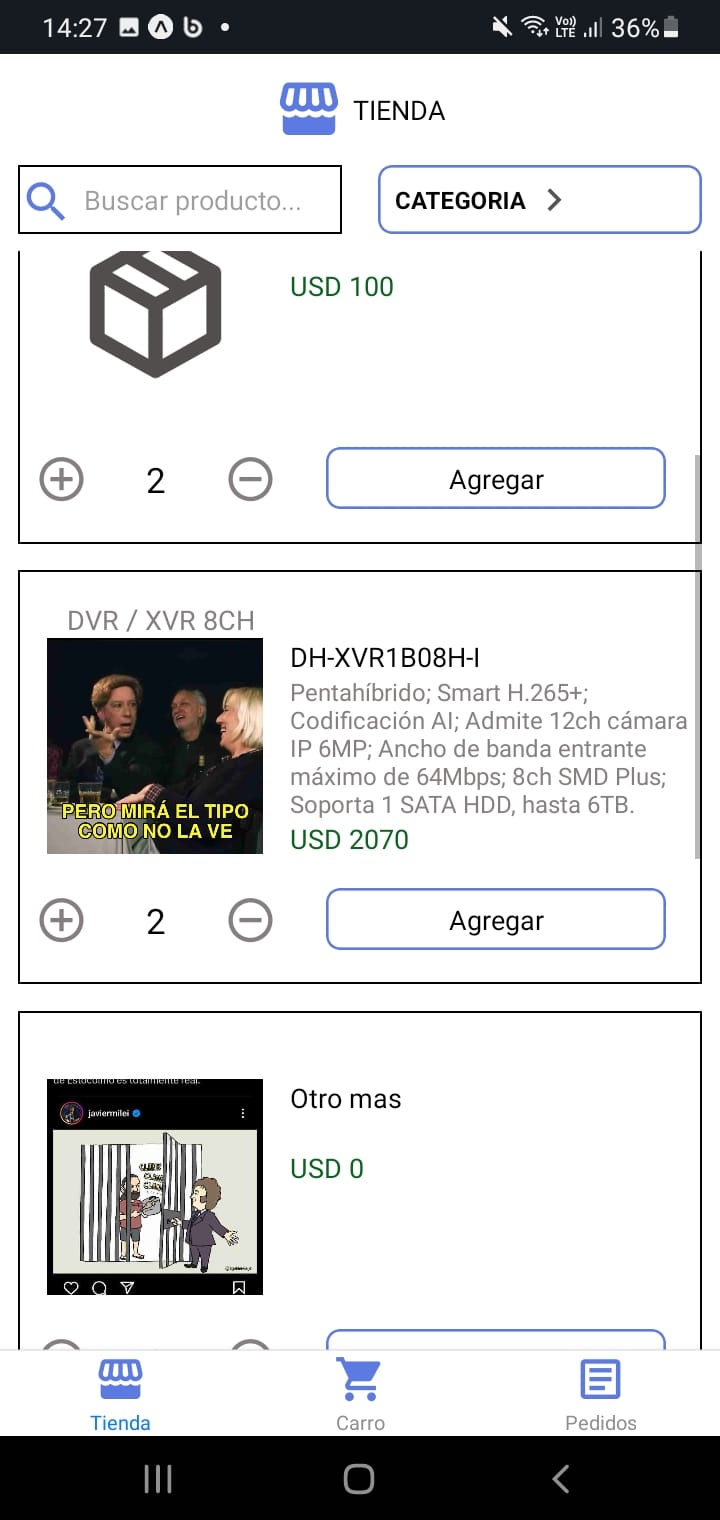 14:27
Vo))
LTE
36%
TIENDA
Buscar producto...
CATEGORIA
USD 100
2
Agregar
DVR / XVR 8CH
PERO MIRÁ EL TIPO
COMO NO LA VE
DH-XVR1B08H-I
Pentahíbrido; Smart H.265+;
Codificación AI; Admite 12ch cámara
IP 6MP; Ancho de banda entrante
máximo de 64Mbps; 8ch SMD Plus;
Soporta 1 SATA HDD, hasta 6TB.
USD 2070
2
Agregar
de Estocolmo es totalmente real.
javiermilei
Otro mas
USD 0
Tienda
Carro
Pedidos